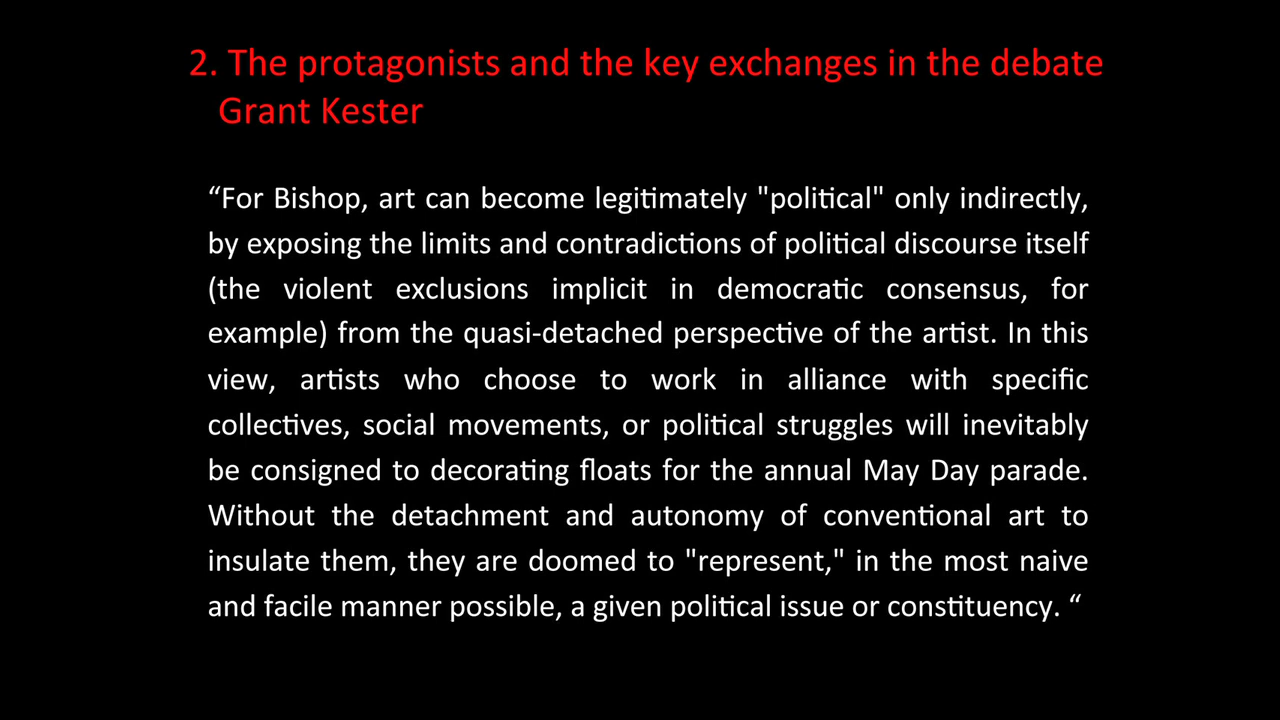 2. The protagonists and the key exchanges in the debate
Grant Kester
“For Bishop, art can become legitimately "political" only indirectly,
by exposing the limits and contradictions of political discourse itself
(the violent exclusions implicit in democratic consensus, for
example) from the quasi-detached perspective of the artist. In this
view, artists who choose to work in alliance with specific
collectives, social movements, or political struggles will inevitably
be consigned to decorating floats for the annual May Day parade.
Without the detachment and autonomy of conventional art to
insulate them, they are doomed to "represent," in the most naive
and facile manner possible, a given political issue or constituency. “